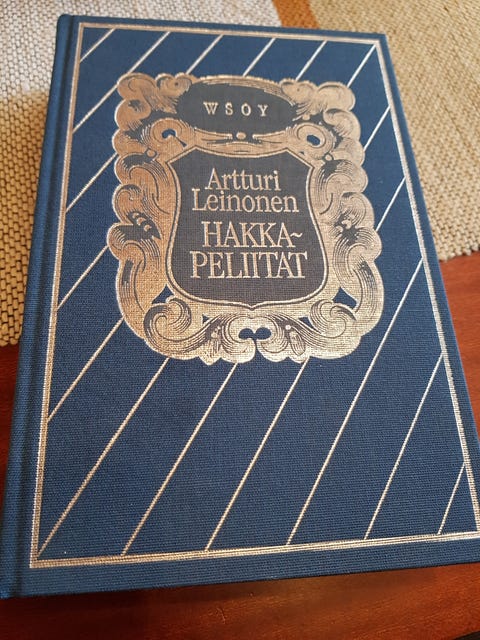 WSOY
Artturi
Leinonen
HAKKA-
PELIITAT